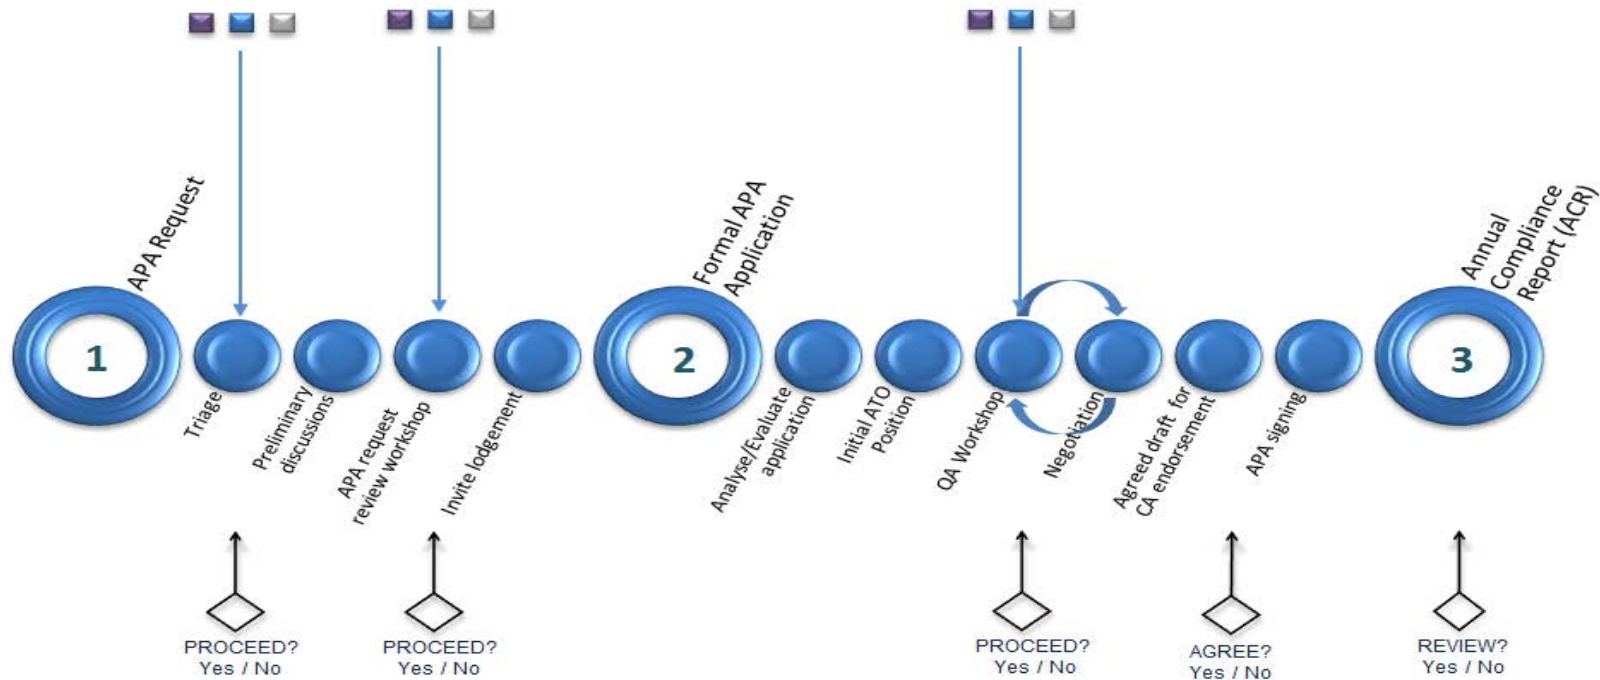 APA Request
Formal APA
Application
Annual
Compliance
Report (ACR)
1
2
3
Triage
Preliminary
discussions
APA request
review workshop
Invite lodgement
Analyse/Evaluate
application
Initial ATO
Position
QA Workshop
Negotiation
Agreed draft for
CA endorsement
APA signing
PROCEED?
Yes / No
PROCEED?
Yes / No
PROCEED?
Yes / No
AGREE?
Yes / No
REVIEW?
Yes / No